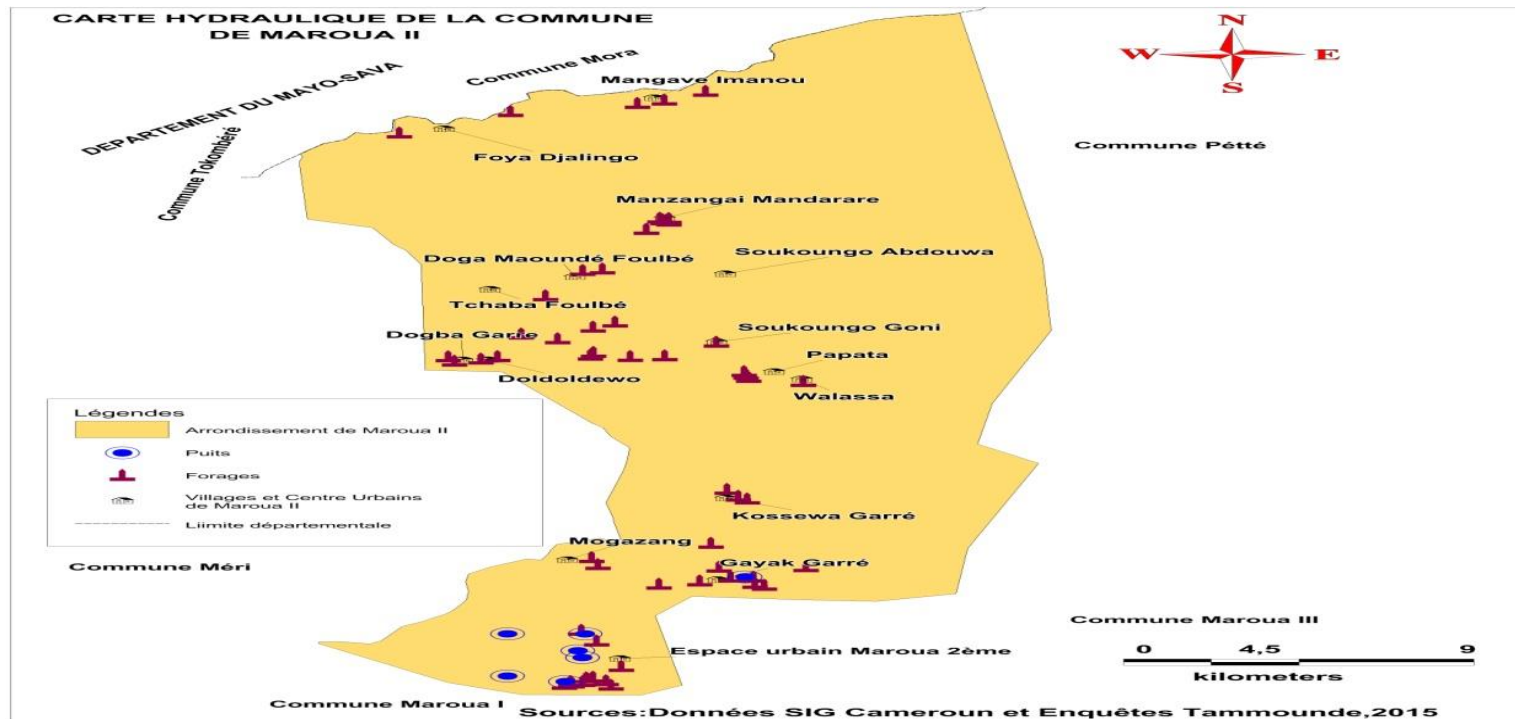 CARTE HYDRAULIQUE DE LA COMMUNE
DE MAROUA II
N
W E
S
DEPARTEMENT DU MAYO-SAVA
Commune Mora
Commune Tokombéré
Mangave Imanou
Commune Pétté
Foya Djalingo
Manzangai Mandarare
Doga Maoundé Foulbé
Soukoungo Abdouwa
Tchaba Foulbé
Dogba Garre
Soukoungo Goni
Papata
Doldoldewo
Walassa
Légendes
Arrondissement de Maroua II
Puits
Forages
Villages et Centre Urbains
de Maroua II
Liimite départementale
Kossewa Garré
Mogazang
Gayak Garré
Commune Méri
Commune Maroua III
Espace urbain Maroua 2ème
0 4,5 9
kilometers
Commune Maroua I
Sources:Données SIG Cameroun et Enquêtes Tammounde,2015